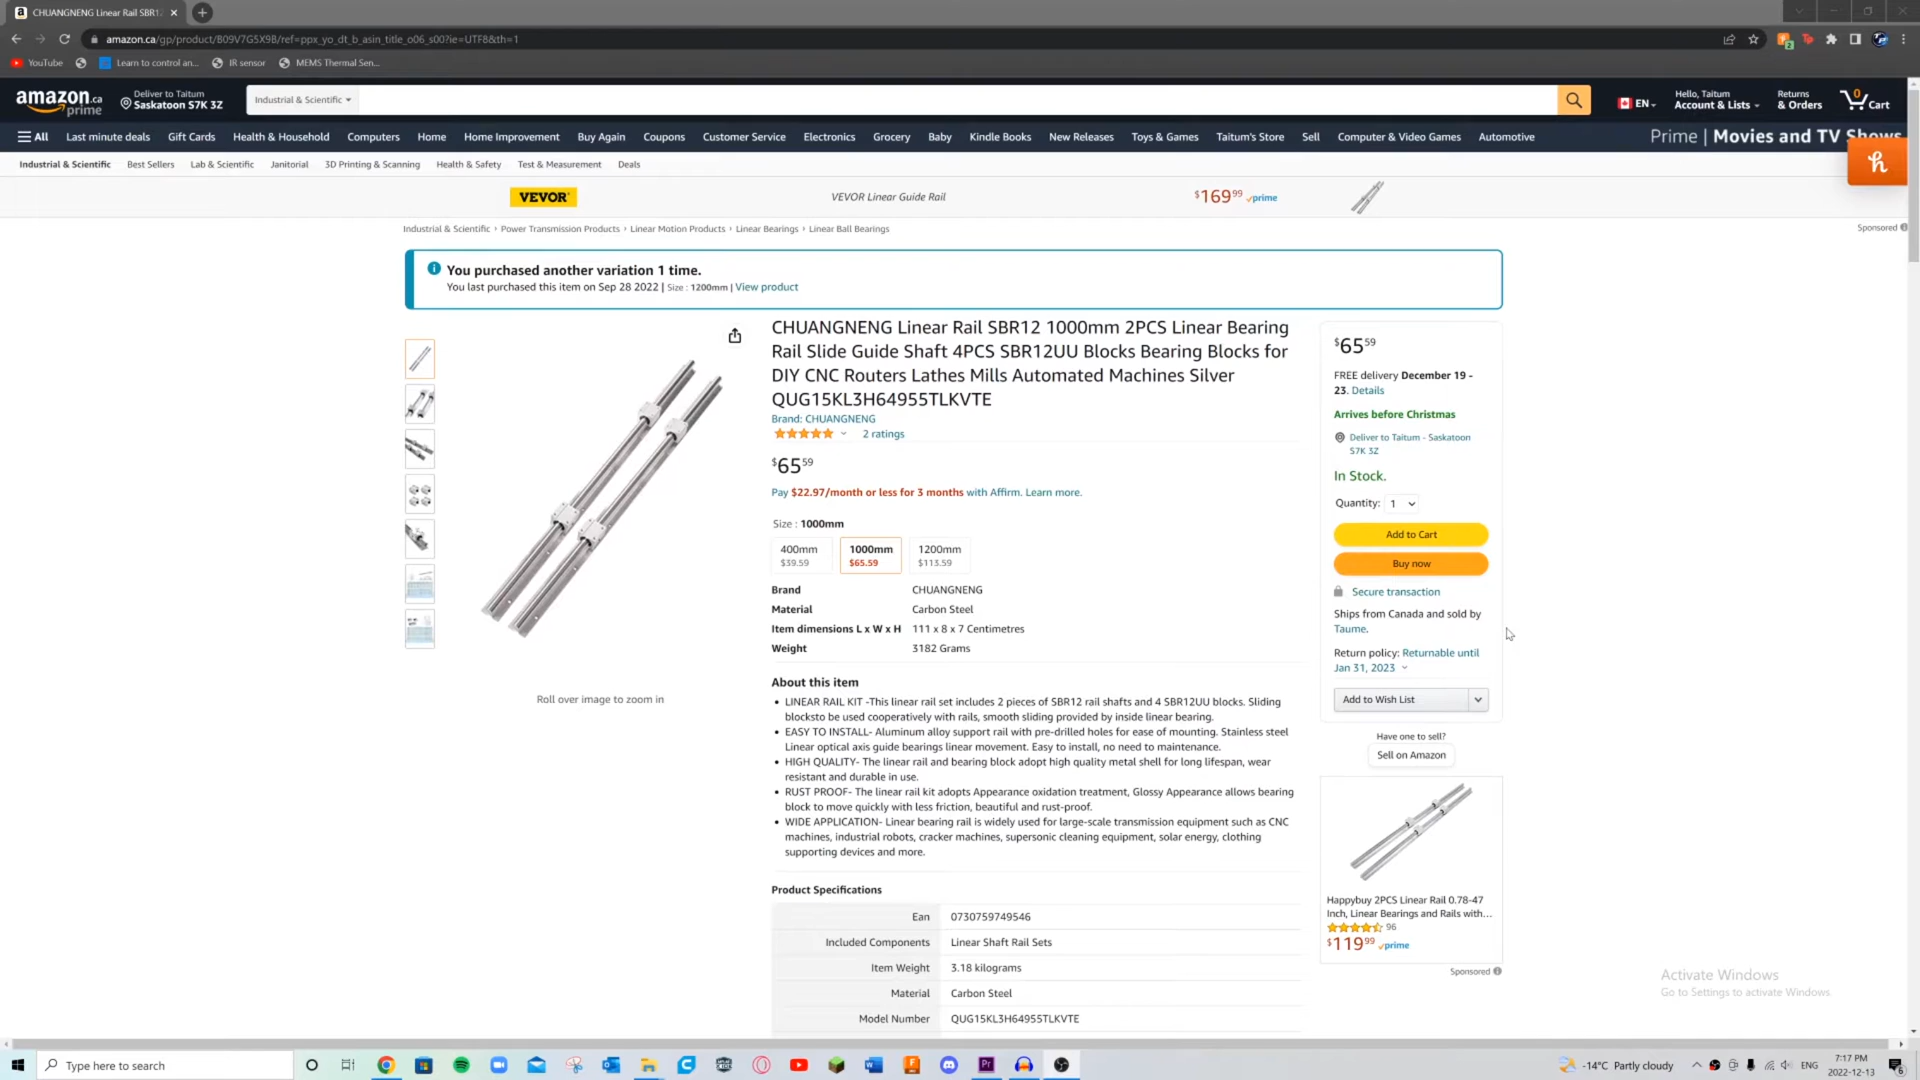 CHUANGNENG Linear Rail SBR1
amazon.ca/gp/product/B09V7G5X9B/ref=ppx_yo_dt_b_asin_title_o06_s00?ie=UTF8&th=1
YouTube
Learn to control an...
IR sensor
MEMS Thermal Sen...
amazon.ca
prime
Deliver to Taitum
Saskatoon S7K 3Z
Industrial & Scientific
EN
Hello, Taitum
Account & Lists
Returns
& Orders
0
Cart
All
Last minute deals
Gift Cards
Health & Household
Computers
Home
Home Improvement
Buy Again
Coupons
Customer Service
Electronics
Grocery
Baby
Kindle Books
New Releases
Toys & Games
Taitum's Store
Sell
Computer & Video Games
Automotive
Prime | Movies and TV Shows
Industrial & Scientific
Best Sellers
Lab & Scientific
Janitorial
3D Printing & Scanning
Health & Safety
Test & Measurement
Deals
VEVOR
VEVOR Linear Guide Rail
$169 99 prime
Sponsored
Industrial & Scientific › Power Transmission Products › Linear Motion Products › Linear Bearings › Linear Ball Bearings
You purchased another variation 1 time.
You last purchased this item on Sep 28 2022 | Size : 1200mm | View product
CHUANGNENG Linear Rail SBR12 1000mm 2PCS Linear Bearing
Rail Slide Guide Shaft 4PCS SBR12UU Blocks Bearing Blocks for
DIY CNC Routers Lathes Mills Automated Machines Silver
QUG15KL3H64955TLKVTE
Brand: CHUANGNENG
2 ratings
$65 59
Pay $22.97/month or less for 3 months with Affirm. Learn more.
Size : 1000mm
400mm
$39.59
1000mm
$65.59
1200mm
$113.59
Brand CHUANGNENG
Material Carbon Steel
Item dimensions L x W x H 111 x 8 x 7 Centimetres
Weight 3182 Grams
About this item
• LINEAR RAIL KIT -This linear rail set includes 2 pieces of SBR12 rail shafts and 4 SBR12UU blocks. Sliding
blocksto be used cooperatively with rails, smooth sliding provided by inside linear bearing.
• EASY TO INSTALL- Aluminum alloy support rail with pre-drilled holes for ease of mounting. Stainless steel
Linear optical axis guide bearings linear movement. Easy to install, no need to maintenance.
• HIGH QUALITY- The linear rail and bearing block adopt high quality metal shell for long lifespan, wear
resistant and durable in use.
• RUST PROOF- The linear rail kit adopts Appearance oxidation treatment, Glossy Appearance allows bearing
block to move quickly with less friction, beautiful and rust-proof.
• WIDE APPLICATION- Linear bearing rail is widely used for large-scale transmission equipment such as CNC
machines, industrial robots, cracker machines, supersonic cleaning equipment, solar energy, clothing
supporting devices and more.
Product Specifications
Ean 0730759749546
Included Components Linear Shaft Rail Sets
Item Weight 3.18 kilograms
Material Carbon Steel
Model Number QUG15KL3H64955TLKVTE
Roll over image to zoom in
$65 59
FREE delivery December 19 -
23. Details
Arrives before Christmas
Deliver to Taitum - Saskatoon
S7K 3Z
In Stock.
Quantity: 1
Add to Cart
Buy now
Secure transaction
Ships from Canada and sold by
Taume.
Return policy: Returnable until
Jan 31, 2023
Add to Wish List
Have one to sell?
Sell on Amazon
Happybuy 2PCS Linear Rail 0.78-47
Inch, Linear Bearings and Rails with...
96
$119 99 prime
Sponsored
Activate Windows
Go to Settings to activate Windows
Type here to search
-14°C Partly cloudy
ENG
7:17 PM
2022-12-13